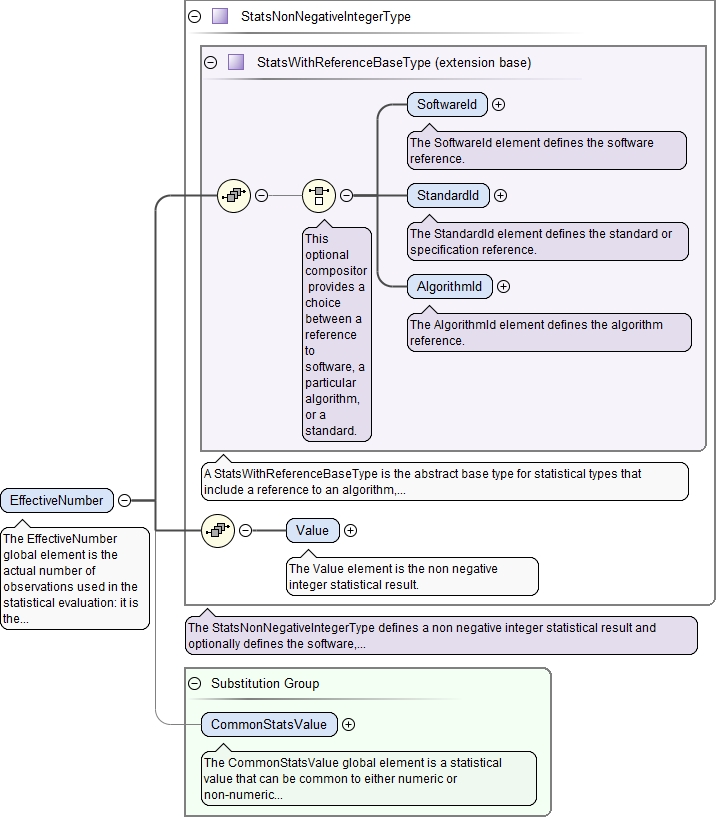 StatsNonNegativeIntegerType
StatsWithReferenceBaseType (extension base)
SoftwareId
The SoftwareId element defines the software
reference.
StandardId
The StandardId element defines the standard or
specification reference.
This
optional
compositor
provides a
choice
between a
reference
to
software, a
particular
algorithm,
or a
standard.
AlgorithmId
The AlgorithmId element defines the algorithm
reference.
A StatsWithReferenceBaseType is the abstract base type for statistical types that
include a reference to an algorithm,...
EffectiveNumber
The EffectiveNumber
global element is the
actual number of
observations used in the
statistical evaluation: it is
the...
Value
The Value element is the non negative
integer statistical result.
The StatsNonNegativeIntegerType defines a non negative integer statistical result and
optionally defines the software,...
Substitution Group
CommonStatsValue
The CommonStatsValue global element is a statistical
value that can be common to either numeric or
non-numeric...